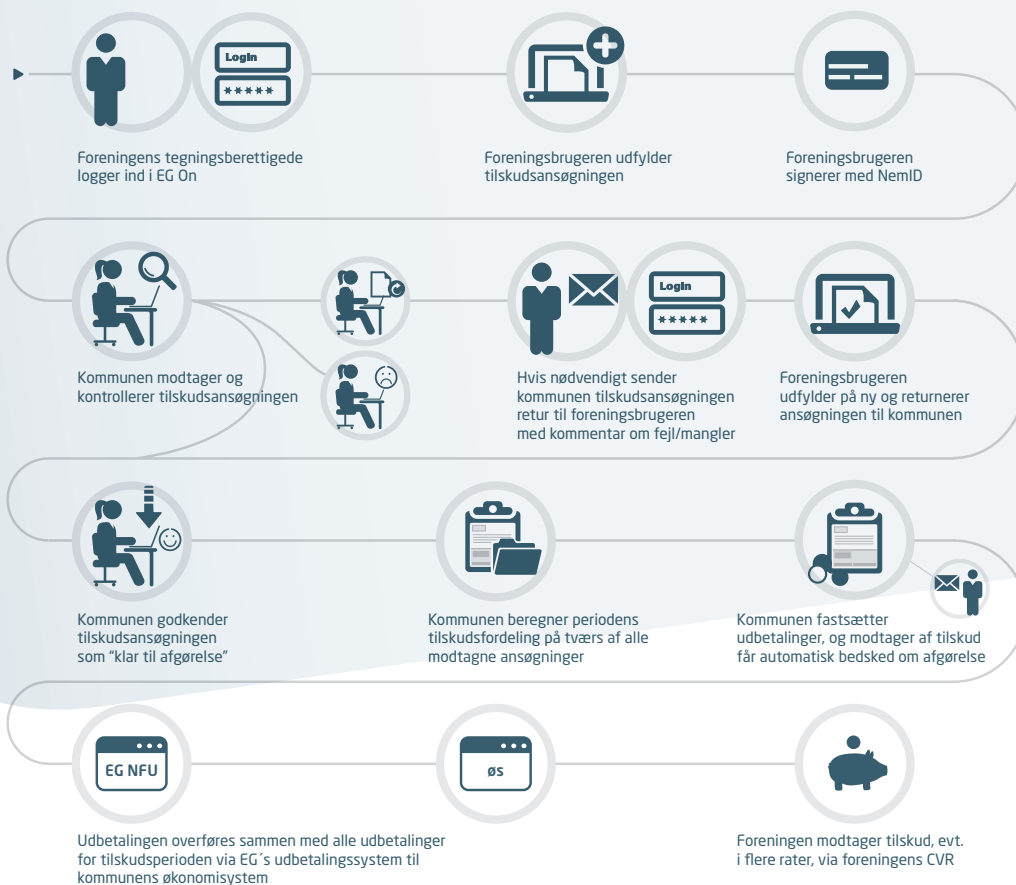 LogIn
*****
Foreningens tegningsberettigede
logger ind i EG On
Foreningsbrugeren udfylder
tilskudsansøgningen
Foreningsbrugeren
signerer med NemID
Kommunen modtager og
kontrollerer tilskudsansøgningen
LogIn
*****
Hvis nødvendigt sender
kommunen tilskudsansøgningen
retur til foreningsbrugeren
med kommentar om fejl/mangler
Foreningsbrugeren
udfylder på ny og returnerer
ansøgningen til kommunen
Kommunen godkender
tilskudsansøgningen
som “klar til afgørelse”
Kommunen beregner periodens
tilskudsfordeling på tværs af alle
modtagne ansøgninger
Kommunen fastsætter
udbetalinger, og modtager af tilskud
får automatisk bedsked om afgørelse
EG NFU
øs
Udbetalingen overføres sammen med alle udbetalinger
for tilskudsperioden via EG´s udbetalingssystem til
kommunens økonomisystem
Foreningen modtager tilskud, evt.
i flere rater, via foreningens CVR